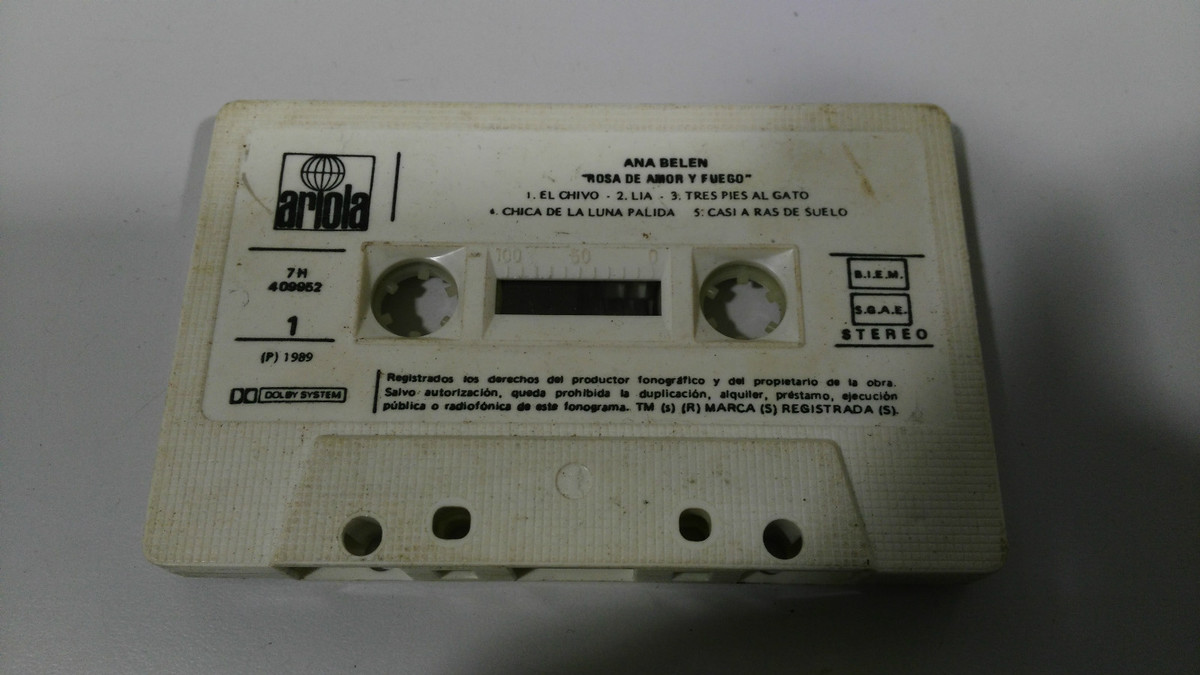 ariola
ANA BELEN
"ROSA DE AMOR Y FUEGO"
1. EL CHIVO - 2. LIA - 3. TRES PIES AL GATO
4. CHICA DE LA LUNA PALIDA 5: CASI A RAS DE SUELO
7H
409952
1
(P) 1989
DOLBY SYSTEM
100 50 0
B.I.E.M.
S.G.A.E.
STEREO
Registrados los derechos del productor fonográfico y del propietario de la obra.
Salvo autorización, queda prohibida la duplicación, alquiler, préstamo, ejecución
pública o radiofónica de este fonograma. TM (s) (R) MARCA (S) REGISTRADA (S).